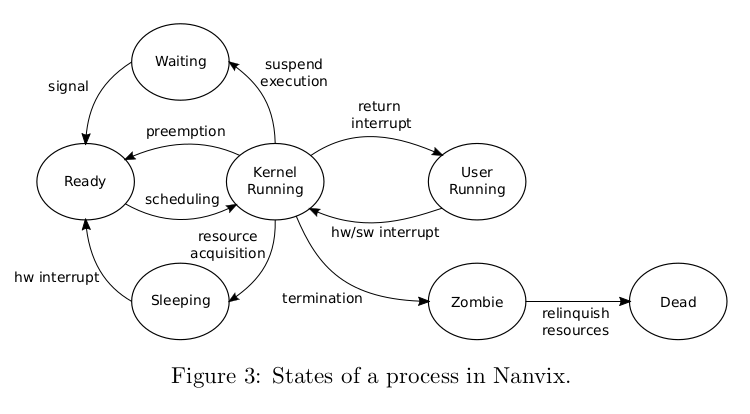 Waiting
suspend
execution
signal
return
interrupt
preemption
Ready
Kernel
Running
User
Running
scheduling
resource
acquisition
hw/sw interrupt
hw interrupt
Sleeping
termination
Zombie
Dead
relinquish
resources
Figure 3: States of a process in Nanvix.